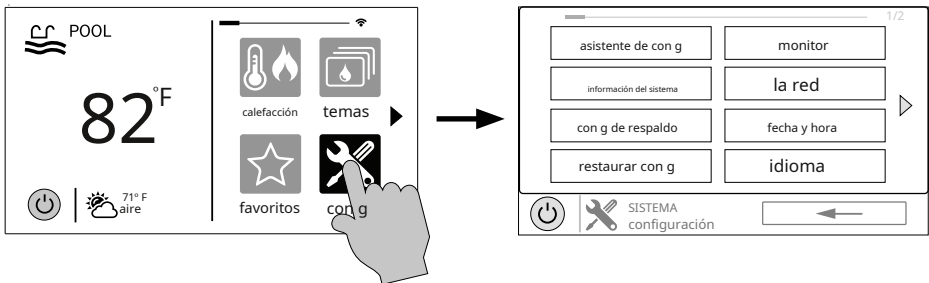 POOL
82°F
71° F
aire
calefacción
temas
favoritos
con g
1/2
asistente de con g
monitor
información del sistema
la red
con g de respaldo
fecha y hora
restaurar con g
idioma
SISTEMA
configuración